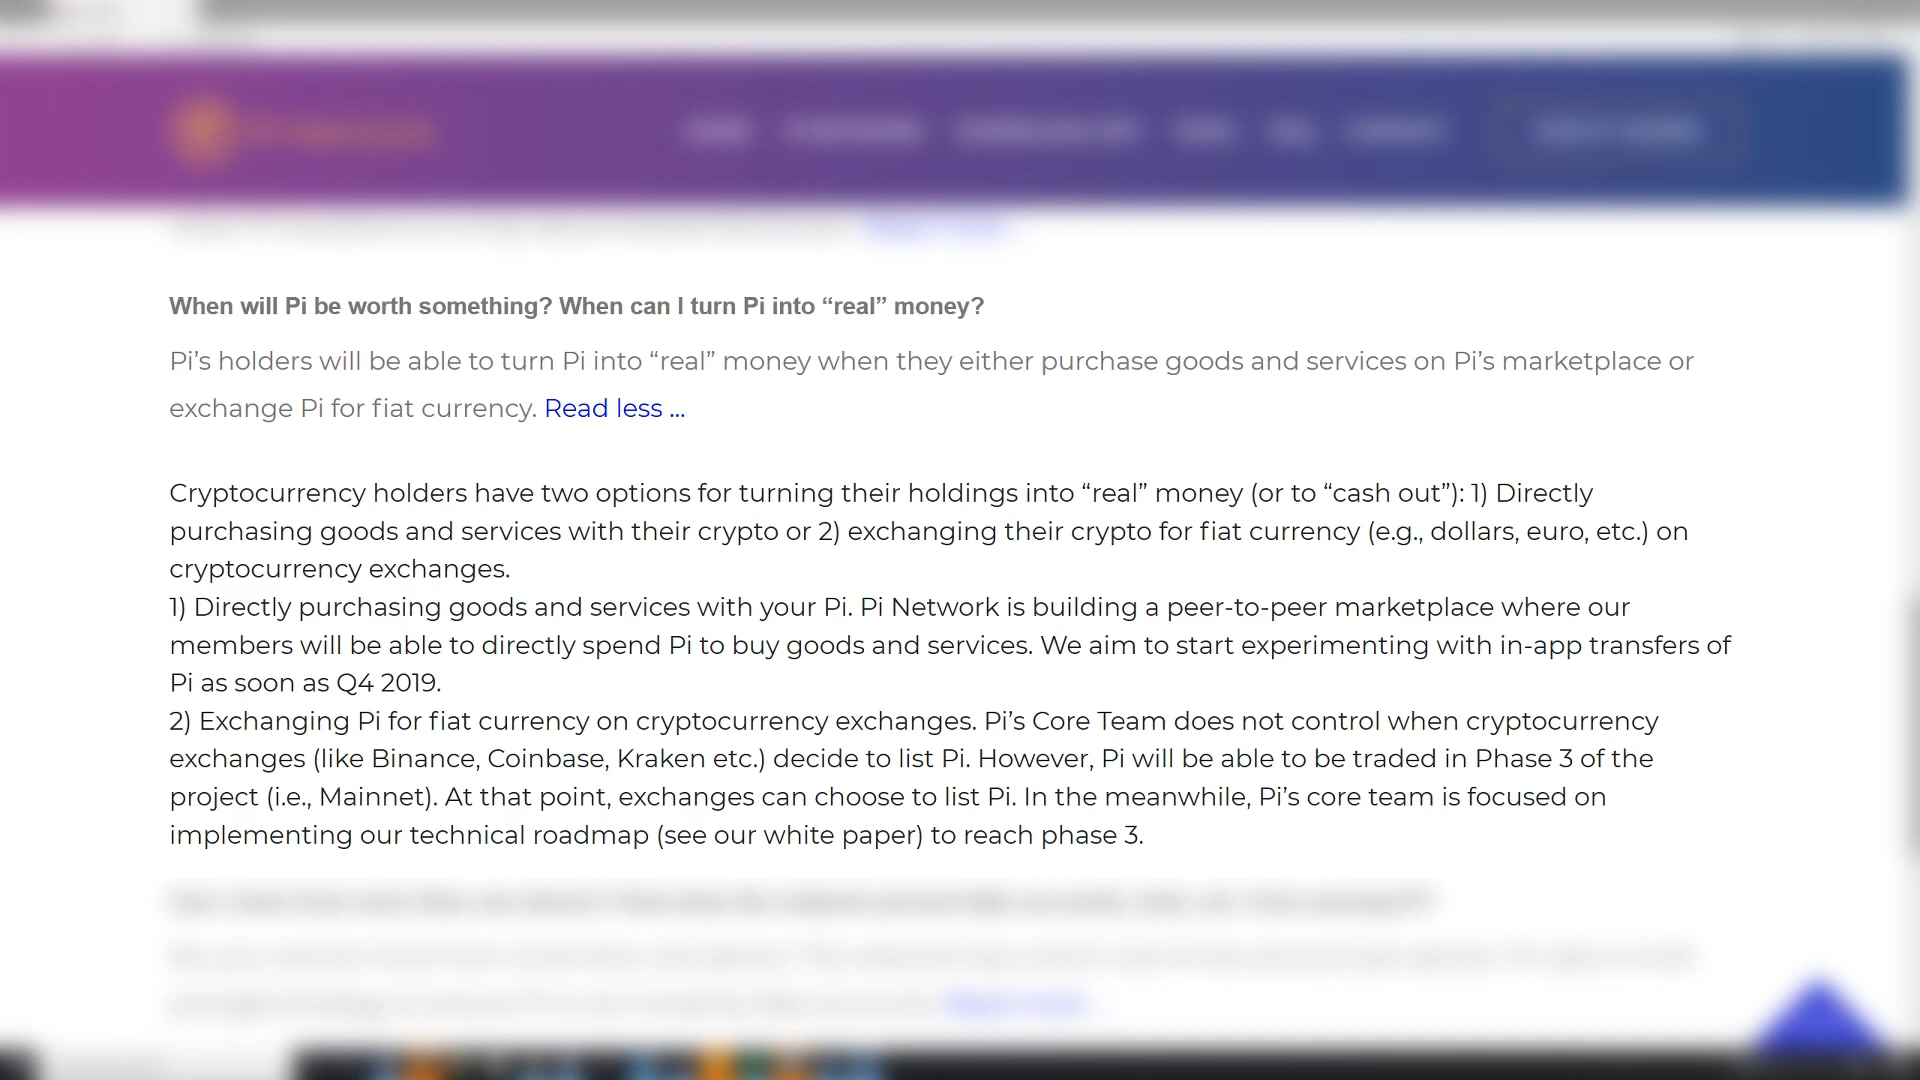 When will Pi be worth something? When can I turn Pi into “real” money?
Pi’s holders will be able to turn Pi into “real” money when they either purchase goods and services on Pi’s marketplace or
exchange Pi for fiat currency. Read less ...
Cryptocurrency holders have two options for turning their holdings into “real” money (or to “cash out”): 1) Directly
purchasing goods and services with their crypto or 2) exchanging their crypto for fiat currency (e.g., dollars, euro, etc.) on
cryptocurrency exchanges.
1) Directly purchasing goods and services with your Pi. Pi Network is building a peer-to-peer marketplace where our
members will be able to directly spend Pi to buy goods and services. We aim to start experimenting with in-app transfers of
Pi as soon as Q4 2019.
2) Exchanging Pi for fiat currency on cryptocurrency exchanges. Pi’s Core Team does not control when cryptocurrency
exchanges (like Binance, Coinbase, Kraken etc.) decide to list Pi. However, Pi will be able to be traded in Phase 3 of the
project (i.e., Mainnet). At that point, exchanges can choose to list Pi. In the meanwhile, Pi’s core team is focused on
implementing our technical roadmap (see our white paper) to reach phase 3.